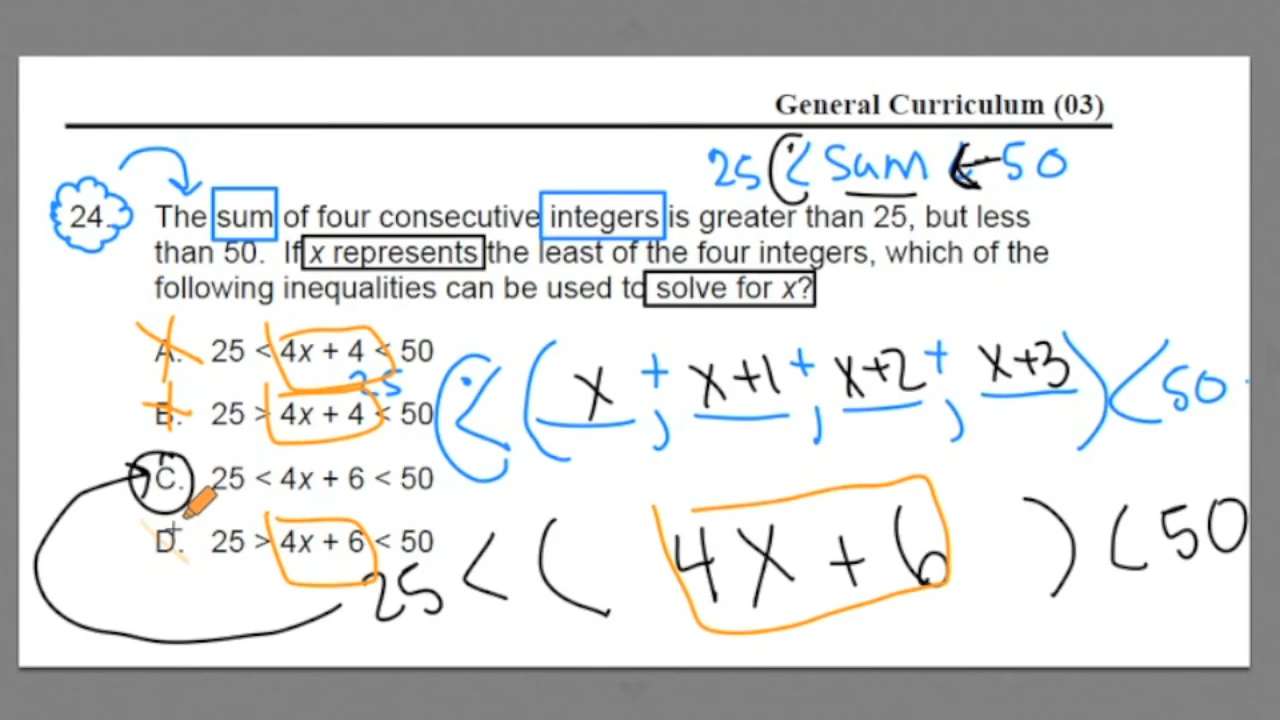 General Curriculum (03)
25 < Sum < 50
24. The sum of four consecutive integers is greater than 25, but less
than 50. If x represents the least of the four integers, which of the
following inequalities can be used to solve for x?
A. 25 < 4x + 4 < 50
25 < ( x + x+1 + x+2 + x+3 ) < 50
, , ,
B. 25 > 4x + 4 < 50
C. 25 < 4x + 6 < 50
D. 25 > 4x + 6 < 50
25 < ( 4x + 6 ) < 50